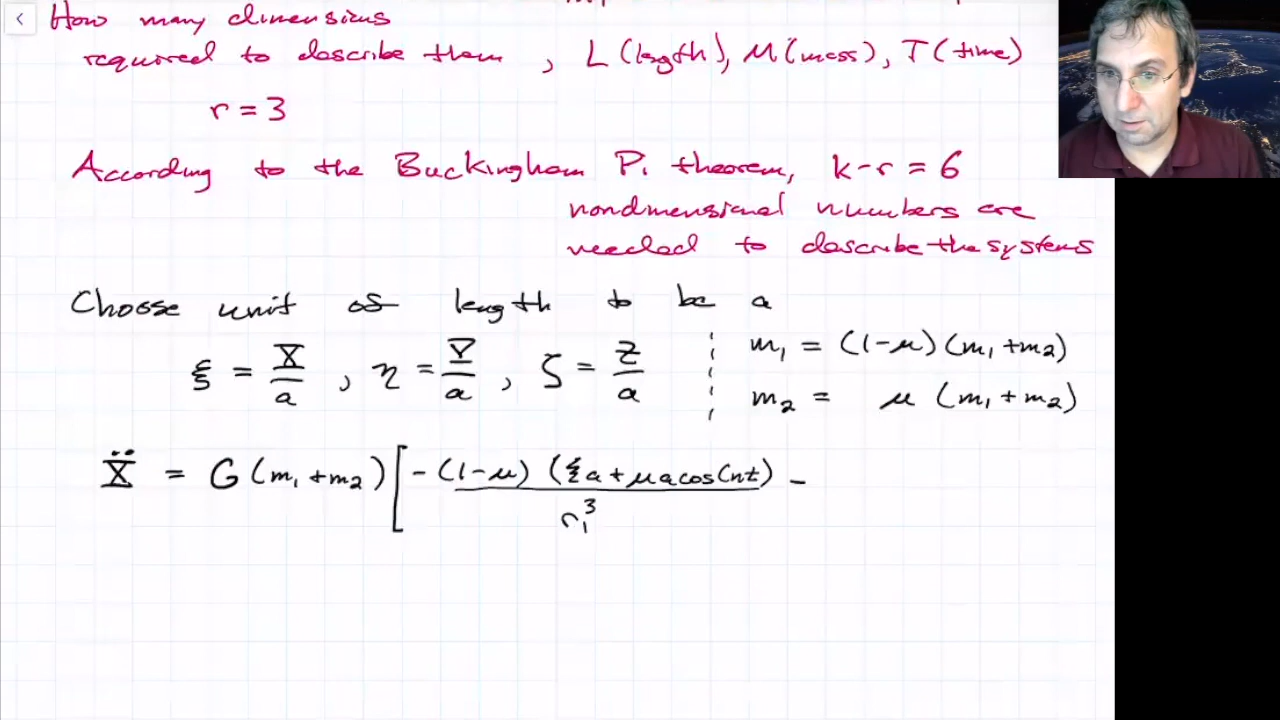 How many dimensions
required to describe them, L (length), M (mass), T (time)
r = 3
According to the Buckingham Pi theorem, k-r = 6
nondimensional numbers are
needed to describe the systems
Choose unit of length to be a
ξ = X/a, η = Y/a, ζ = Z/a
m₁ = (1-μ)(m₁+m₂)
m₂ = μ (m₁+m₂)
Ẍ = G(m₁+m₂)[-(1-μ)(ξa+μa cos(nt)) / r₁³ -